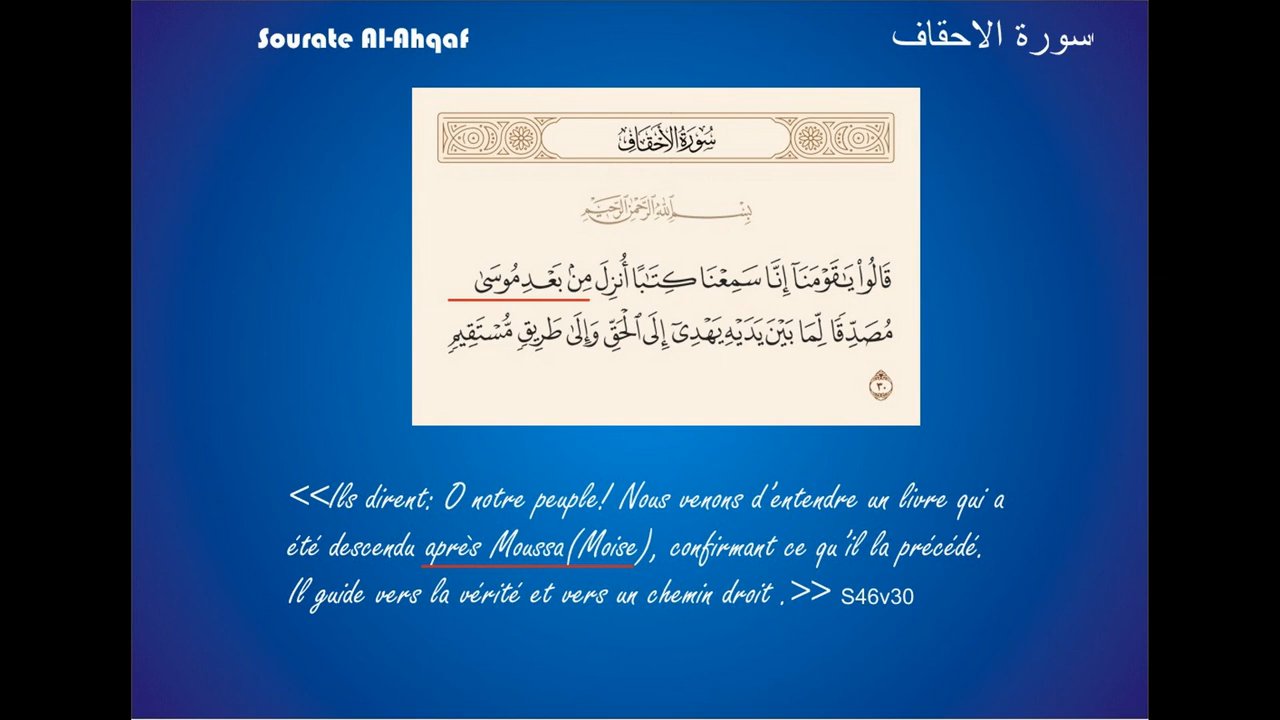 Sourate Al-Ahqaf
سورة الاحقاف
سُورَةُ الأَحْقَافِ
بِسْمِ ٱللَّهِ ٱلرَّحْمَٰنِ ٱلرَّحِيمِ
قَالُوا۟ يَٰقَوْمَنَآ إِنَّا سَمِعْنَا كِتَٰبًا أُنزِلَ مِنۢ بَعْدِ مُوسَىٰ
مُصَدِّقًا لِّمَا بَيْنَ يَدَيْهِ يَهْدِىٓ إِلَى ٱلْحَقِّ وَإِلَىٰ طَرِيقٍ مُّسْتَقِيمٍ
٣٠
<<Ils dirent: O notre peuple! Nous venons d'entendre un livre qui a
été descendu après Moussa(Moise), confirmant ce qu'il la précédé.
Il guide vers la vérité et vers un chemin droit .>> S46v30